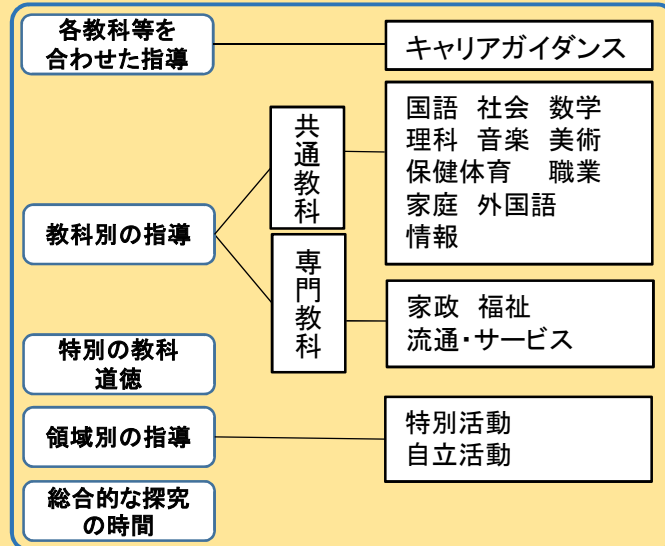 各教科等を
合わせた指導
キャリアガイダンス
教科別の指導
共通教科
国語 社会 数学
理科 音楽 美術
保健体育 職業
家庭 外国語
情報
専門教科
家政 福祉
流通・サービス
特別の教科
道徳
領域別の指導
特別活動
自立活動
総合的な探究
の時間